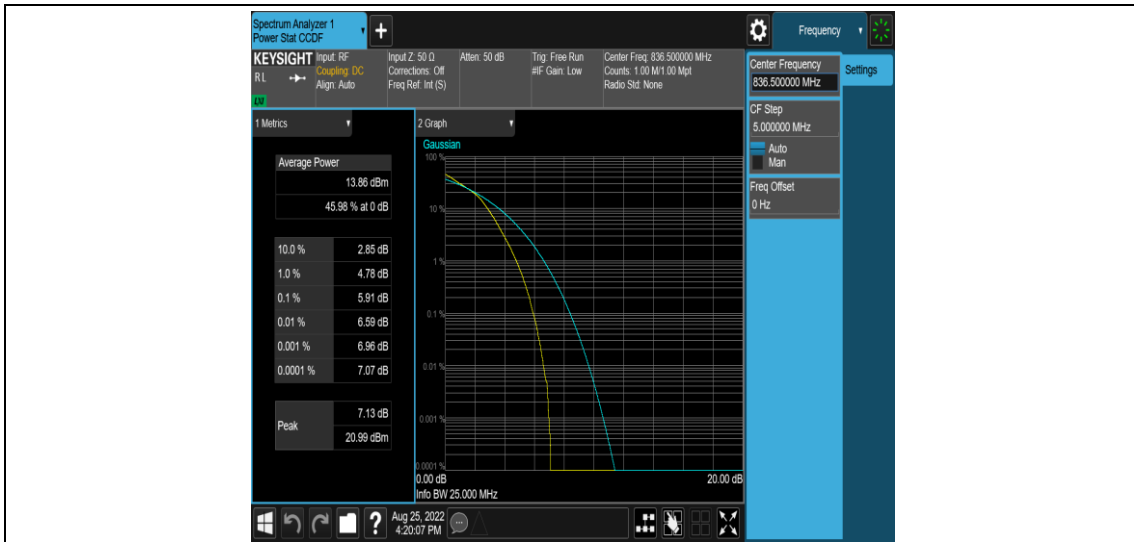 Spectrum Analyzer 1
Power Stat CCDF
Frequency
KEYSIGHT
RL
Input: RF
Coupling: DC
Align: Auto
Input Z: 50 Ω
Corrections: Off
Freq Ref: Int (S)
Atten: 50 dB
Trig: Free Run
#IF Gain: Low
Center Freq: 836.500000 MHz
Counts: 1.00 M/1.00 Mpt
Radio Std: None
Center Frequency
836.500000 MHz
Settings
CF Step
5.000000 MHz
Auto
Man
Freq Offset
0 Hz
1 Metrics
Average Power
13.86 dBm
45.98 % at 0 dB
10.0 % 2.85 dB
1.0 % 4.78 dB
0.1 % 5.91 dB
0.01 % 6.59 dB
0.001 % 6.96 dB
0.0001 % 7.07 dB
Peak
7.13 dB
20.99 dBm
2 Graph
Gaussian
100 %
10 %
1 %
0.1 %
0.01 %
0.001 %
0.0001 %
0.00 dB 20.00 dB
Info BW 25.000 MHz
Aug 25, 2022
4:20:07 PM